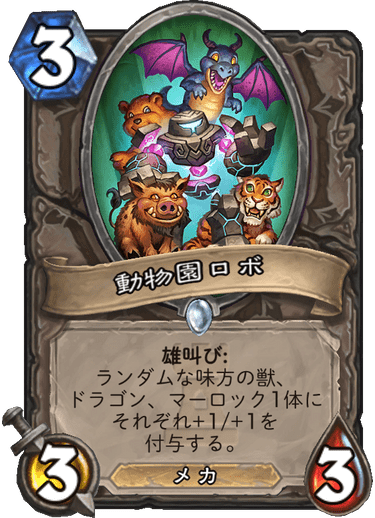 3
動物園ロボ
雄叫び:
ランダムな味方の獣、
ドラゴン、マーロック1体に
それぞれ+1/+1を
付与する。
メカ
3
3